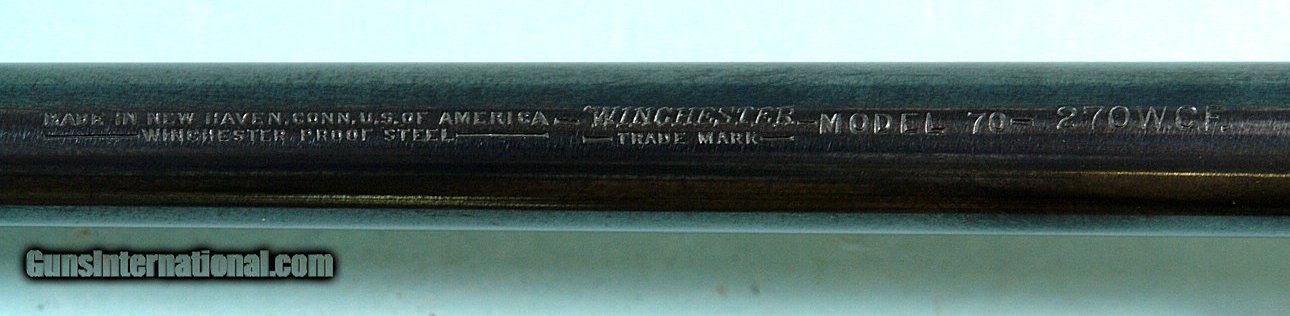 MADE IN NEW HAVEN, CONN. U.S. OF AMERICA - WINCHESTER - MODEL 70 - 270 W.C.F.
WINCHESTER PROOF STEEL TRADE MARK
GunsInternational.com